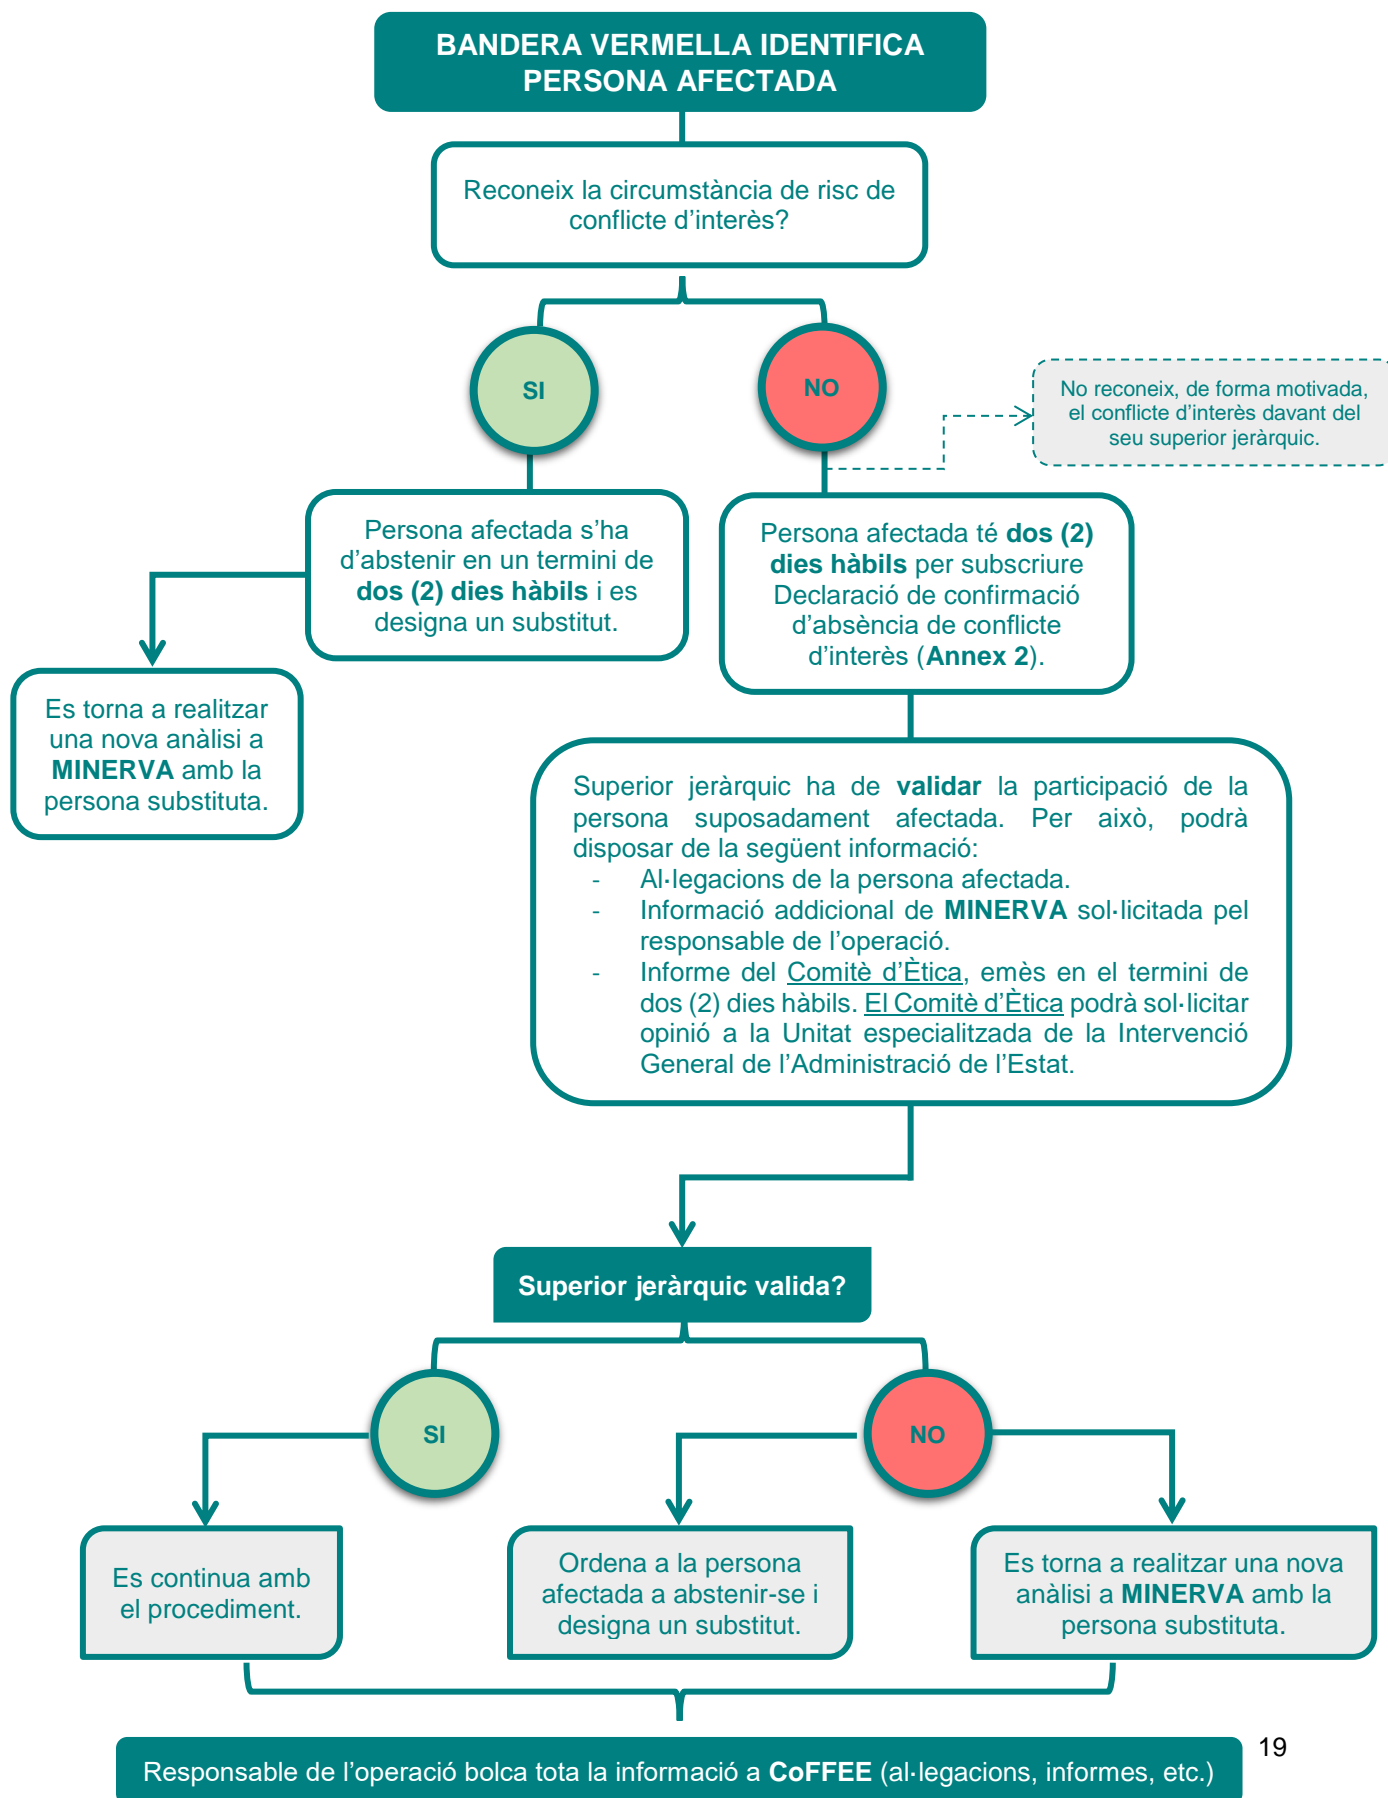 BANDERA VERMELLA IDENTIFICA
PERSONA AFECTADA
Reconeix la circumstància de risc de
conflicte d’interès?
SI
NO
No reconeix, de forma motivada,
el conflicte d’interès davant del
seu superior jeràrquic.
Persona afectada s’ha
d’abstenir en un termini de
dos (2) dies hàbils i es
designa un substitut.
Persona afectada té dos (2)
dies hàbils per subscriure
Declaració de confirmació
d’absència de conflicte
d’interès (Annex 2).
Es torna a realitzar
una nova anàlisi a
MINERVA amb la
persona substituta.
Superior jeràrquic ha de validar la participació de la
persona suposadament afectada. Per això, podrà
disposar de la següent informació:
- Al·legacions de la persona afectada.
- Informació addicional de MINERVA sol·licitada pel
responsable de l’operació.
- Informe del Comitè d’Ètica, emès en el termini de
dos (2) dies hàbils. El Comitè d’Ètica podrà sol·licitar
opinió a la Unitat especialitzada de la Intervenció
General de l’Administració de l’Estat.
Superior jeràrquic valida?
SI
NO
Es continua amb
el procediment.
Ordena a la persona
afectada a abstenir-se i
designa un substitut.
Es torna a realitzar una nova
anàlisi a MINERVA amb la
persona substituta.
Responsable de l’operació bolca tota la informació a CoFFEE (al·legacions, informes, etc.)
19